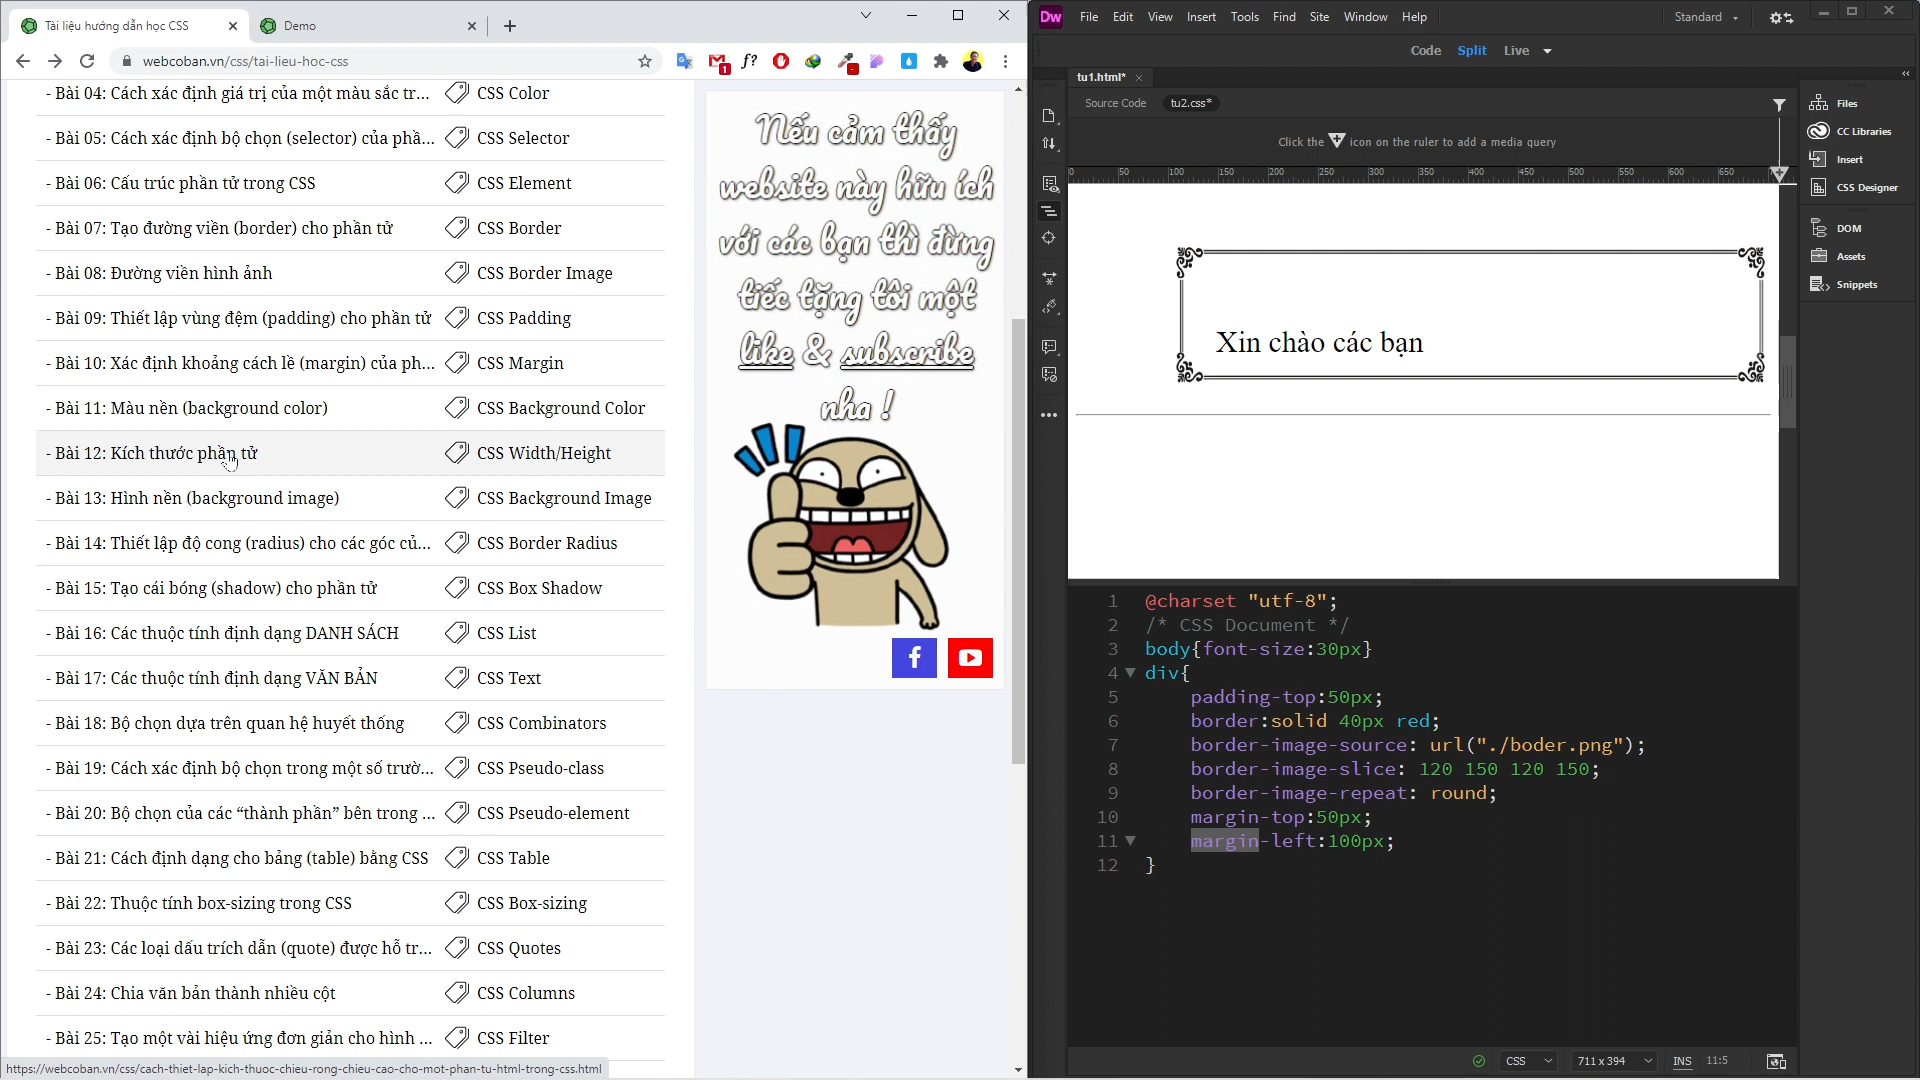 Tài liệu hướng dẫn học CSS
Demo
webcoban.vn/css/tai-lieu-hoc-css
- Bài 04: Cách xác định giá trị của một màu sắc tr...
CSS Color
- Bài 05: Cách xác định bộ chọn (selector) của phầ...
CSS Selector
- Bài 06: Cấu trúc phần tử trong CSS
CSS Element
- Bài 07: Tạo đường viền (border) cho phần tử
CSS Border
- Bài 08: Đường viền hình ảnh
CSS Border Image
- Bài 09: Thiết lập vùng đệm (padding) cho phần tử
CSS Padding
- Bài 10: Xác định khoảng cách lề (margin) của ph...
CSS Margin
- Bài 11: Màu nền (background color)
CSS Background Color
- Bài 12: Kích thước phần tử
CSS Width/Height
- Bài 13: Hình nền (background image)
CSS Background Image
- Bài 14: Thiết lập độ cong (radius) cho các góc củ...
CSS Border Radius
- Bài 15: Tạo cái bóng (shadow) cho phần tử
CSS Box Shadow
- Bài 16: Các thuộc tính định dạng DANH SÁCH
CSS List
- Bài 17: Các thuộc tính định dạng VĂN BẢN
CSS Text
- Bài 18: Bộ chọn dựa trên quan hệ huyết thống
CSS Combinators
- Bài 19: Cách xác định bộ chọn trong một số trườ...
CSS Pseudo-class
- Bài 20: Bộ chọn của các “thành phần” bên trong ...
CSS Pseudo-element
- Bài 21: Cách định dạng cho bảng (table) bằng CSS
CSS Table
- Bài 22: Thuộc tính box-sizing trong CSS
CSS Box-sizing
- Bài 23: Các loại dấu trích dẫn (quote) được hỗ tr...
CSS Quotes
- Bài 24: Chia văn bản thành nhiều cột
CSS Columns
- Bài 25: Tạo một vài hiệu ứng đơn giản cho hình ...
CSS Filter
https://webcoban.vn/css/cach-thiet-lap-kich-thuoc-chieu-rong-chieu-cao-cho-mot-phan-tu-html-trong-css.html
Nếu cảm thấy
website này hữu ích
với các bạn thì đừng
tiếc tặng tôi một
like & subscribe
nha !
Dw File Edit View Insert Tools Find Site Window Help
Standard
Code Split Live
tu1.html*
Source Code tu2.css*
Click the icon on the ruler to add a media query
0 50 100 150 200 250 300 350 400 450 500 550 600 650
Xin chào các bạn
1 @charset "utf-8";
2 /* CSS Document */
3 body{font-size:30px}
4 div{
5 padding-top:50px;
6 border:solid 40px red;
7 border-image-source: url("./boder.png");
8 border-image-slice: 120 150 120 150;
9 border-image-repeat: round;
10 margin-top:50px;
11 margin-left:100px;
12 }
CSS 711 x 394 INS 11:5
Files
CC Libraries
Insert
CSS Designer
DOM
Assets
Snippets